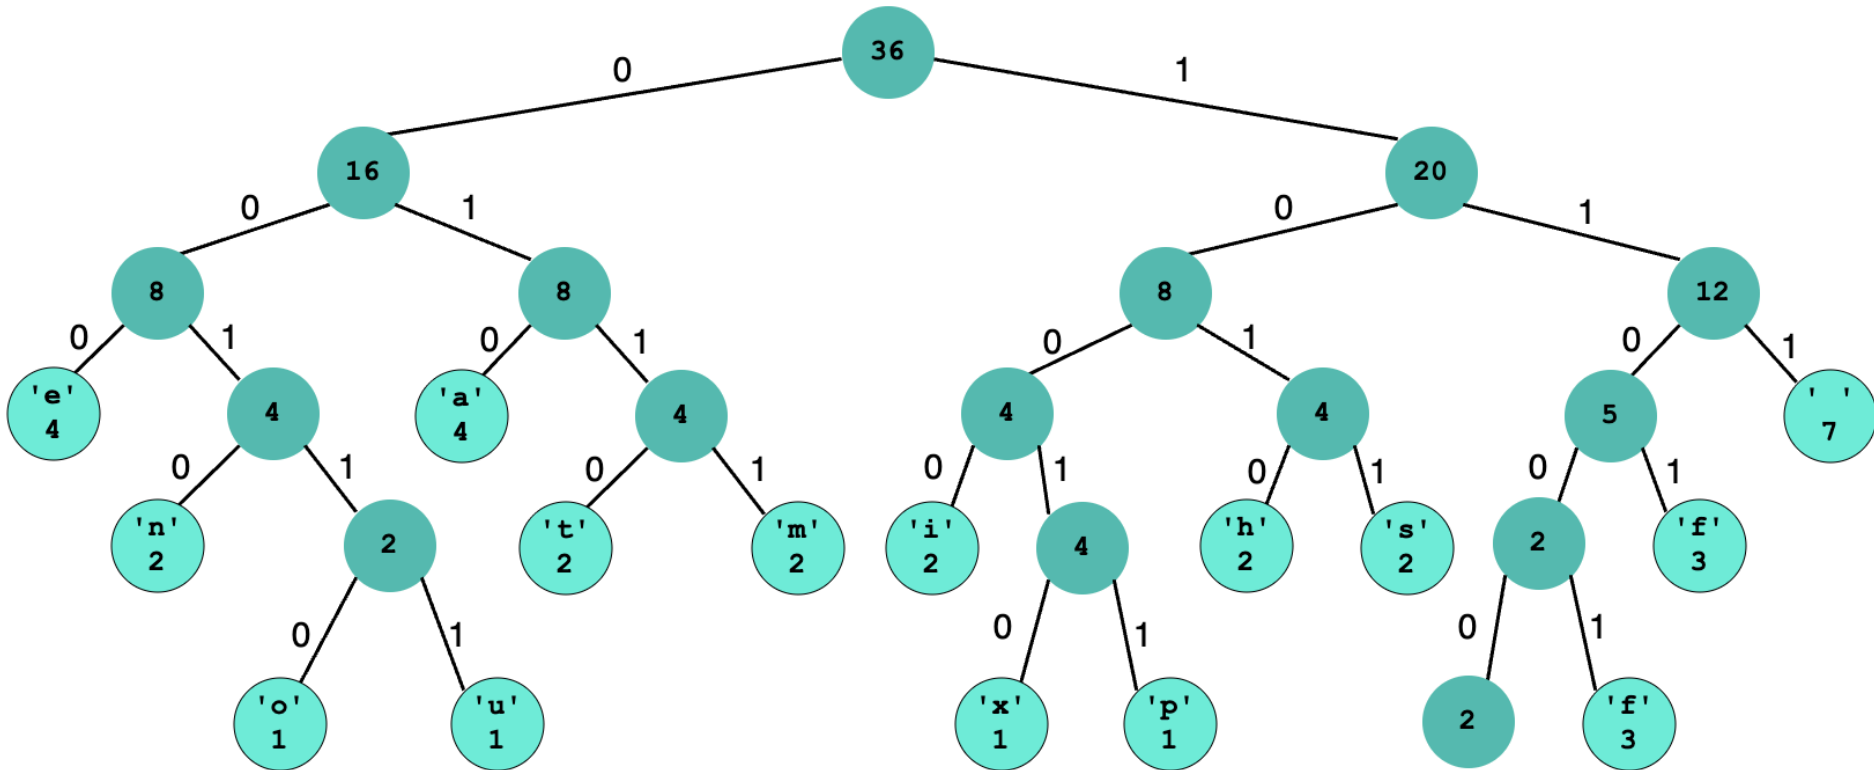 36
0 1
16 20
0 1 0 1
8 8 8 12
0 1 0 1 0 1 0 1
'e' 4
4
'a' 4
4
4
4
5
' ' 7
0 1 0 1 0 1 0 1 0 1
'n' 2
2
't' 2
'm' 2
'i' 2
4
'h' 2
's' 2
2
'f' 3
0 1 0 1 0 1
'o' 1
'u' 1
'x' 1
'p' 1
2
'f' 3